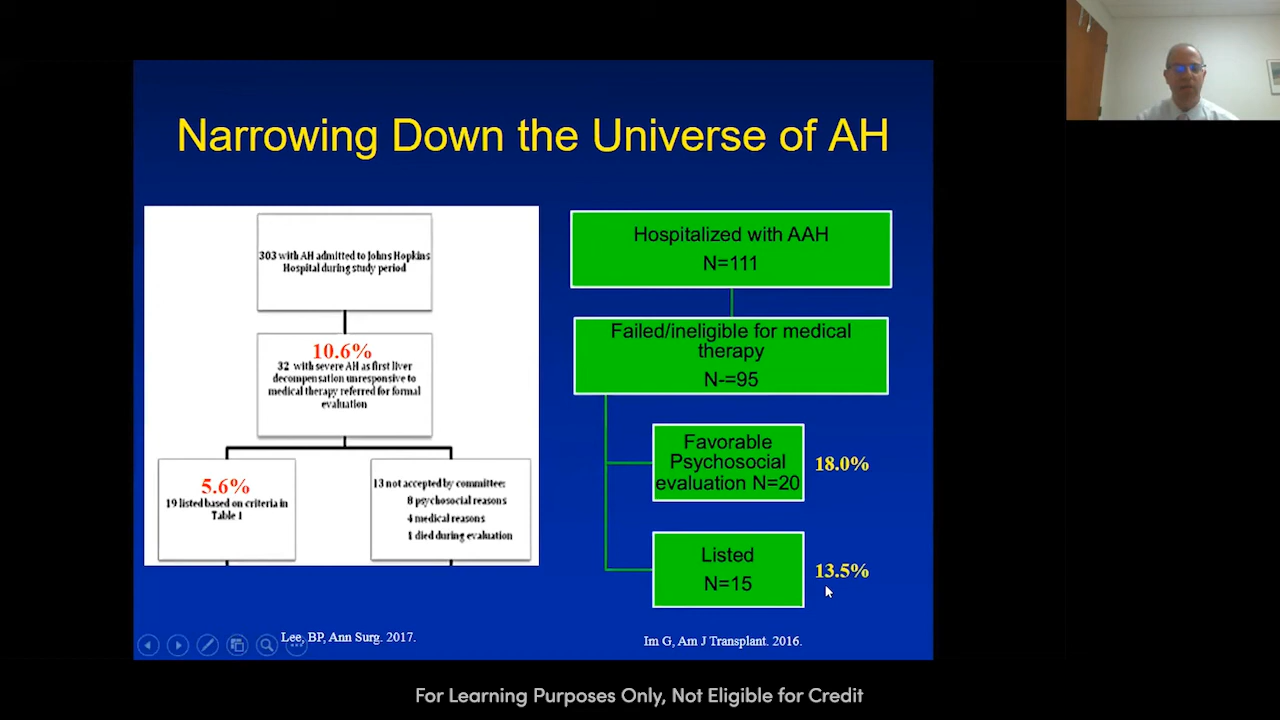 Narrowing Down the Universe of AH
303 with AH admitted to Johns Hopkins
Hospital during study period
10.6%
32 with severe AH as first liver
decompensation unresponsive to
medical therapy referred for formal
evaluation
5.6%
19 listed based on criteria in
Table 1
13 not accepted by committee:
8 psychosocial reasons
4 medical reasons
1 died during evaluation
Lee, BP, Ann Surg. 2017.
Hospitalized with AAH
N=111
Failed/ineligible for medical
therapy
N-=95
Favorable
Psychosocial
evaluation N=20
18.0%
Listed
N=15
13.5%
Im G, Am J Transplant. 2016.
For Learning Purposes Only, Not Eligible for Credit